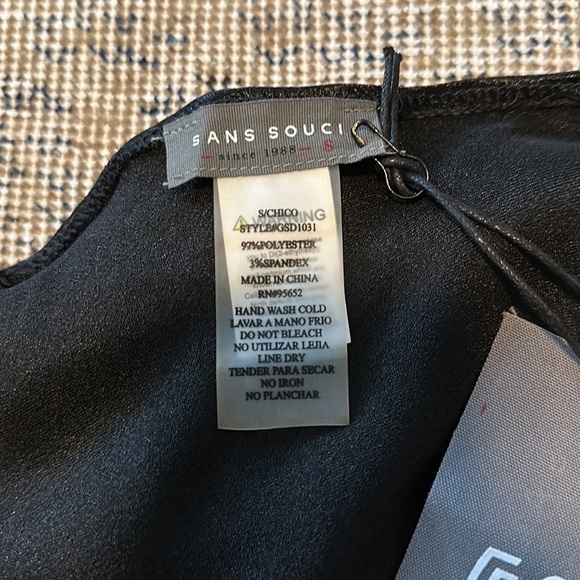 SANS SOUCI
since 1988 S
WARNING
S/CHICO
STYLE#GSD1031
97%POLYESTER
3%SPANDEX
MADE IN CHINA
RN#95652
HAND WASH COLD
LAVAR A MANO FRIO
DO NOT BLEACH
NO UTILIZAR LEJIA
LINE DRY
TENDER PARA SECAR
NO IRON
NO PLANCHAR